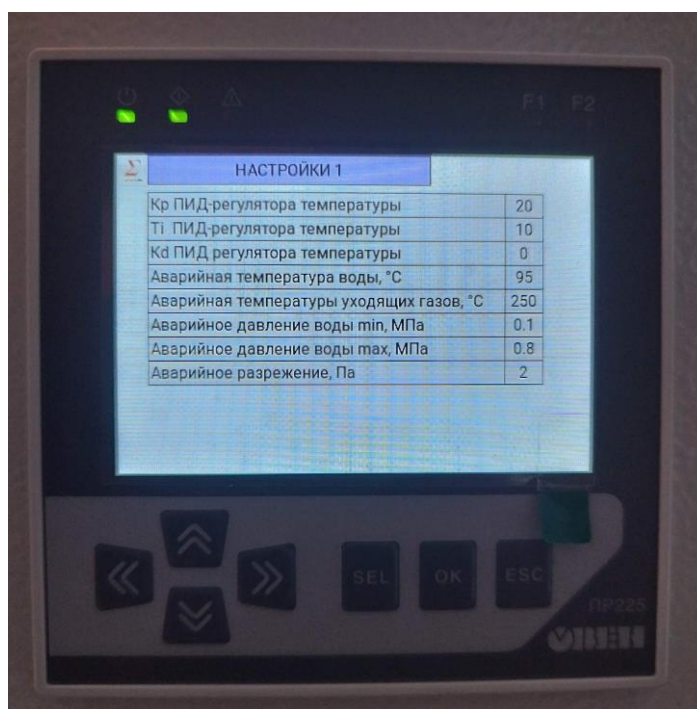 F1 F2
НАСТРОЙКИ 1
Кр ПИД-регулятора температуры 20
Ti ПИД-регулятора температуры 10
Kd ПИД регулятора температуры 0
Аварийная температура воды, °С 95
Аварийная температуры уходящих газов, °С 250
Аварийное давление воды min, МПа 0.1
Аварийное давление воды max, МПа 0.8
Аварийное разрежение, Па 2
SEL OK ESC
ПР225
ОВЕН